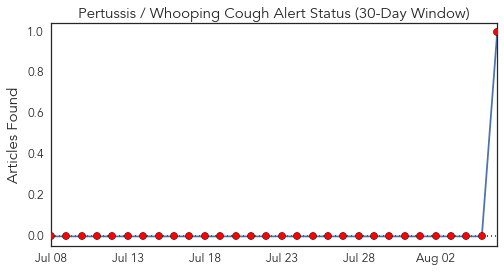 Pertussis / Whooping Cough Alert Status (30-Day Window)
Articles Found
1.0
0.8
0.6
0.4
0.2
0.0
Jul 08 Jul 13 Jul 18 Jul 23 Jul 28 Aug 02